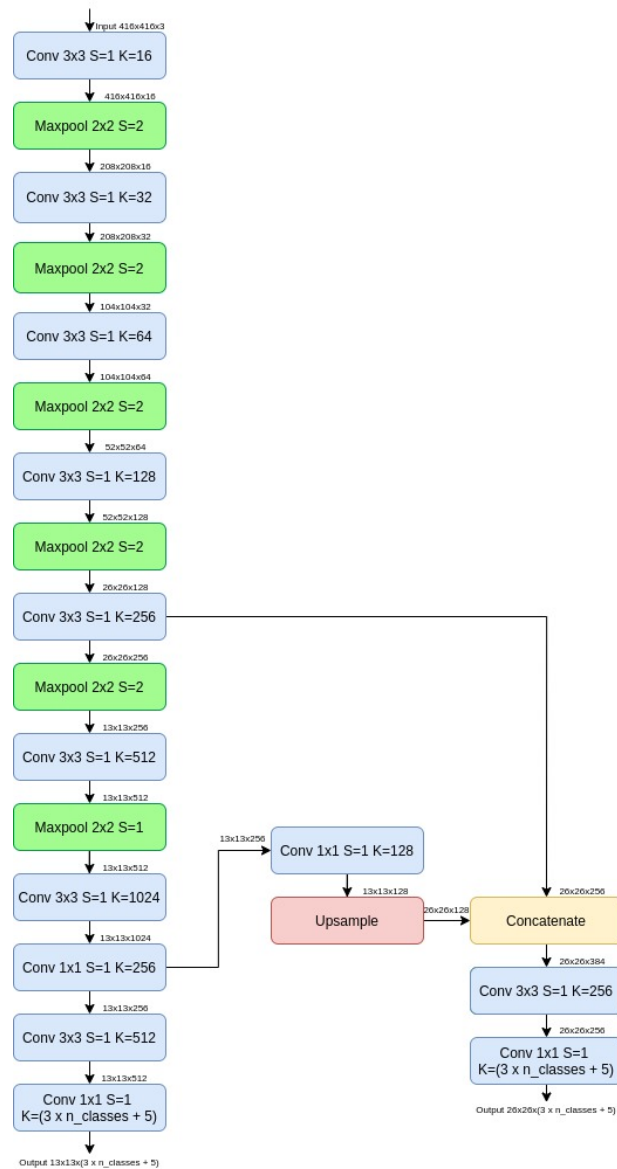 Input 416x416x3
Conv 3x3 S=1 K=16
416x416x16
Maxpool 2x2 S=2
208x208x16
Conv 3x3 S=1 K=32
208x208x32
Maxpool 2x2 S=2
104x104x32
Conv 3x3 S=1 K=64
104x104x64
Maxpool 2x2 S=2
52x52x64
Conv 3x3 S=1 K=128
52x52x128
Maxpool 2x2 S=2
26x26x128
Conv 3x3 S=1 K=256
26x26x256
Maxpool 2x2 S=2
13x13x256
Conv 3x3 S=1 K=512
13x13x512
Maxpool 2x2 S=1
13x13x512
Conv 3x3 S=1 K=1024
13x13x1024
Conv 1x1 S=1 K=256
13x13x256
Conv 3x3 S=1 K=512
13x13x512
Conv 1x1 S=1
K=(3 x n_classes + 5)
Output 13x13x(3 x n_classes + 5)
13x13x256
Conv 1x1 S=1 K=128
13x13x128
Upsample
26x26x128
26x26x256
Concatenate
26x26x384
Conv 3x3 S=1 K=256
26x26x256
Conv 1x1 S=1
K=(3 x n_classes + 5)
Output 26x26x(3 x n_classes + 5)